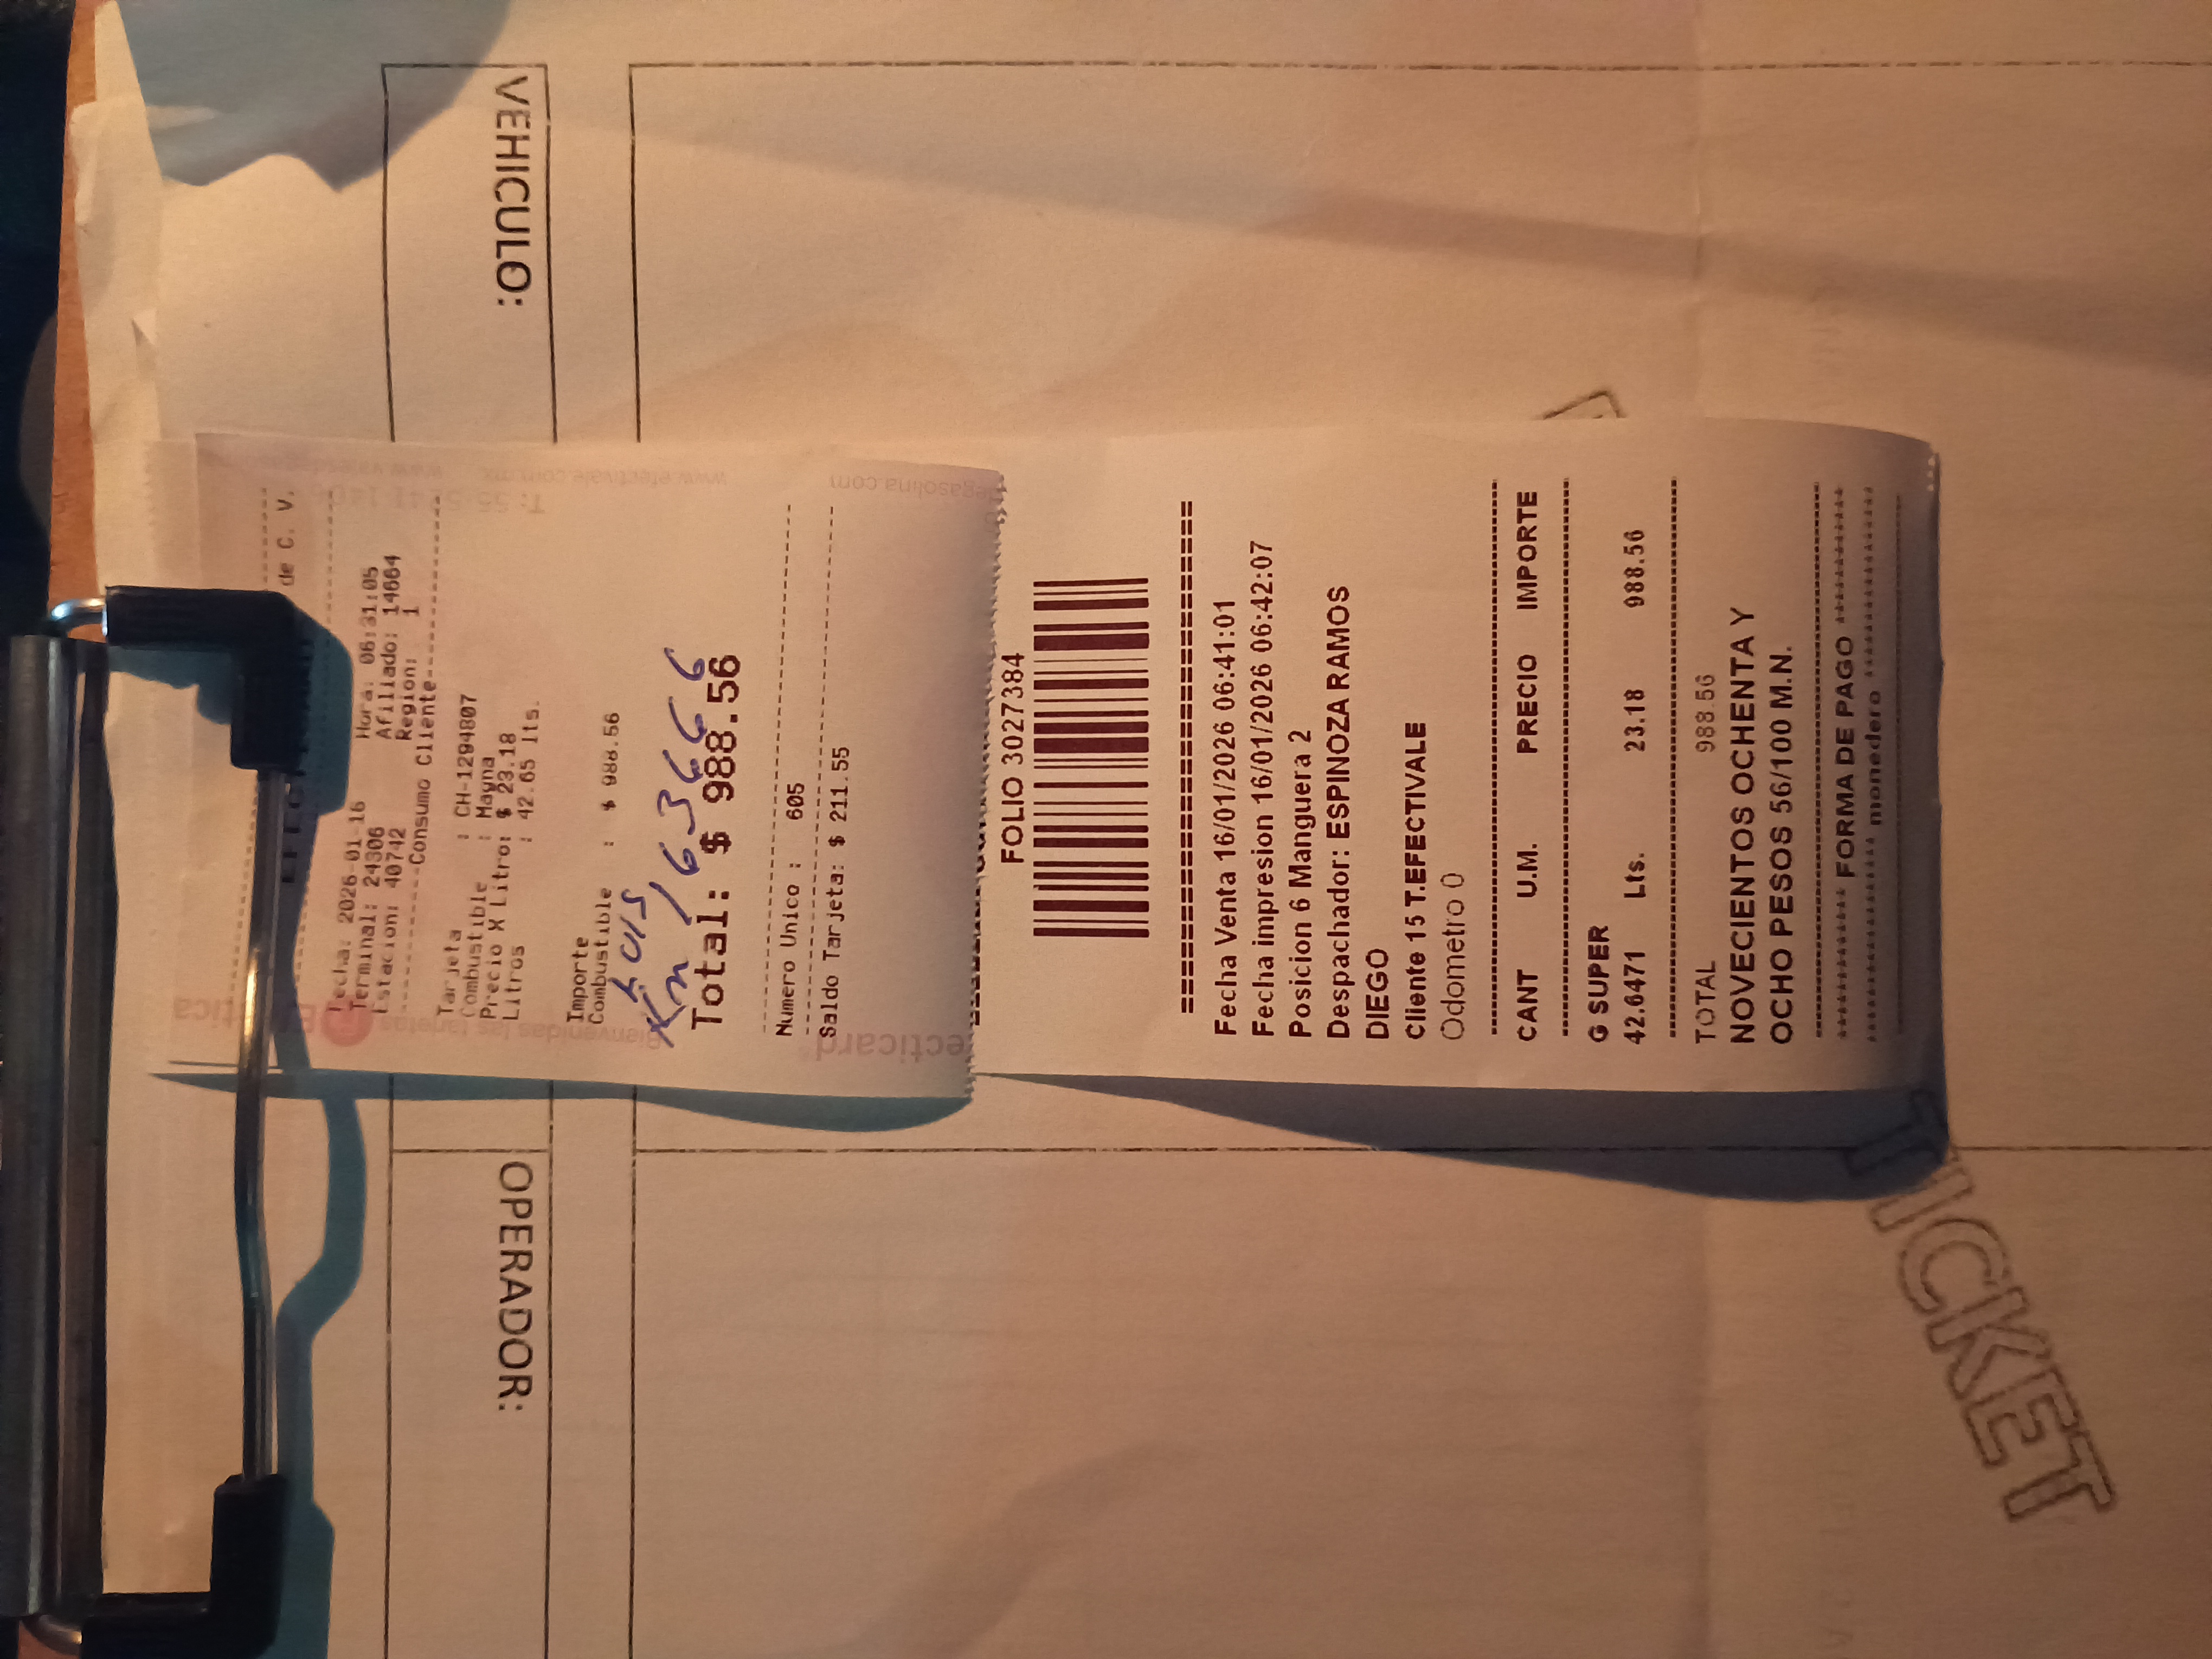 VEHICULO:
OPERADOR:
de C. V.
Fecha: 2026-01-16 Hora: 06:31:05
Terminal: 24306 Afiliado: 14664
Estacion: 40742 Region: 1
--------Consumo Cliente--------
Tarjeta : CH-1294807
Combustible : Magna
Precio X Litro: $ 23.18
Litros : 42.65 lts.
Importe
Combustible : $ 988.56
Luis
Km 163666
Total: $ 988.56
Numero Unico : 605
Saldo Tarjeta: $ 211.55
FOLIO 3027384
Fecha Venta 16/01/2026 06:41:01
Fecha impresion 16/01/2026 06:42:07
Posicion 6 Manguera 2
Despachador: ESPINOZA RAMOS
DIEGO
Cliente 15 T.EFECTIVALE
Odometro 0
CANT U.M. PRECIO IMPORTE
G SUPER
42.6471 Lts. 23.18 988.56
TOTAL 988.56
NOVECIENTOS OCHENTA Y
OCHO PESOS 56/100 M.N.
********** FORMA DE PAGO **********
monedero
TICKET